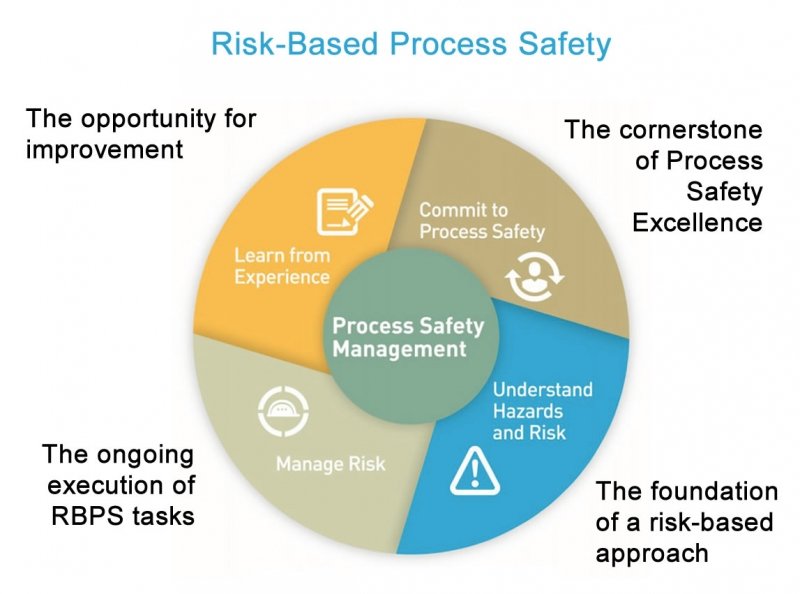 Risk-Based Process Safety
The opportunity for
improvement
The cornerstone
of Process
Safety
Excellence
Commit to
Process Safety
Learn from
Experience
Process Safety
Management
Understand
Hazards
and Risk
Manage Risk
The ongoing
execution of
RBPS tasks
The foundation
of a risk-based
approach